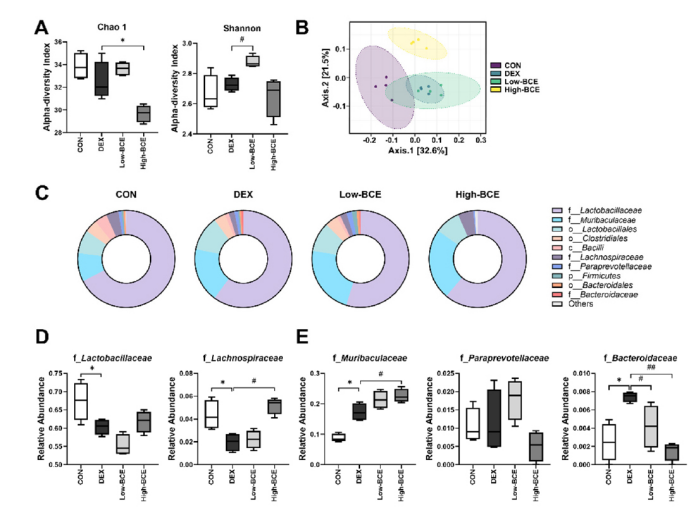 A
Chao 1
Alpha-diversity Index
36
34
32
30
28
*
CON
DEX
Low-BCE
High-BCE
Shannon
Alpha-diversity Index
3.0
2.8
2.6
2.4
#
CON
DEX
Low-BCE
High-BCE
B
Axis.2 [21.5%]
0.1
0.0
-0.1
-0.2
-0.1
0.0
0.1
0.2
0.3
Axis.1 [32.6%]
CON
DEX
Low-BCE
High-BCE
C
CON
DEX
Low-BCE
High-BCE
f__Lactobacillaceae
f__Muribaculaceae
o__Lactobacillales
o__Clostridiales
c__Bacilli
f__Lachnospiraceae
f__Paraprevotellaceae
p__Firmicutes
o__Bacteroidales
f__Bacteroidaceae
Others
D
f_Lactobacillaceae
Relative Abundance
0.75
0.70
0.65
0.60
0.55
0.50
*
CON
DEX
Low-BCE
High-BCE
f_Lachnospiraceae
Relative Abundance
0.08
0.06
0.04
0.02
0.00
*
#
CON
DEX
Low-BCE
High-BCE
E
f_Muribaculaceae
Relative Abundance
0.3
0.2
0.1
0.0
*
#
CON
DEX
Low-BCE
High-BCE
f_Paraprevotellaceae
Relative Abundance
0.025
0.020
0.015
0.010
0.005
0.000
CON
DEX
Low-BCE
High-BCE
f_Bacteroidaceae
Relative Abundance
0.010
0.008
0.006
0.004
0.002
0.000
*
#
##
CON
DEX
Low-BCE
High-BCE